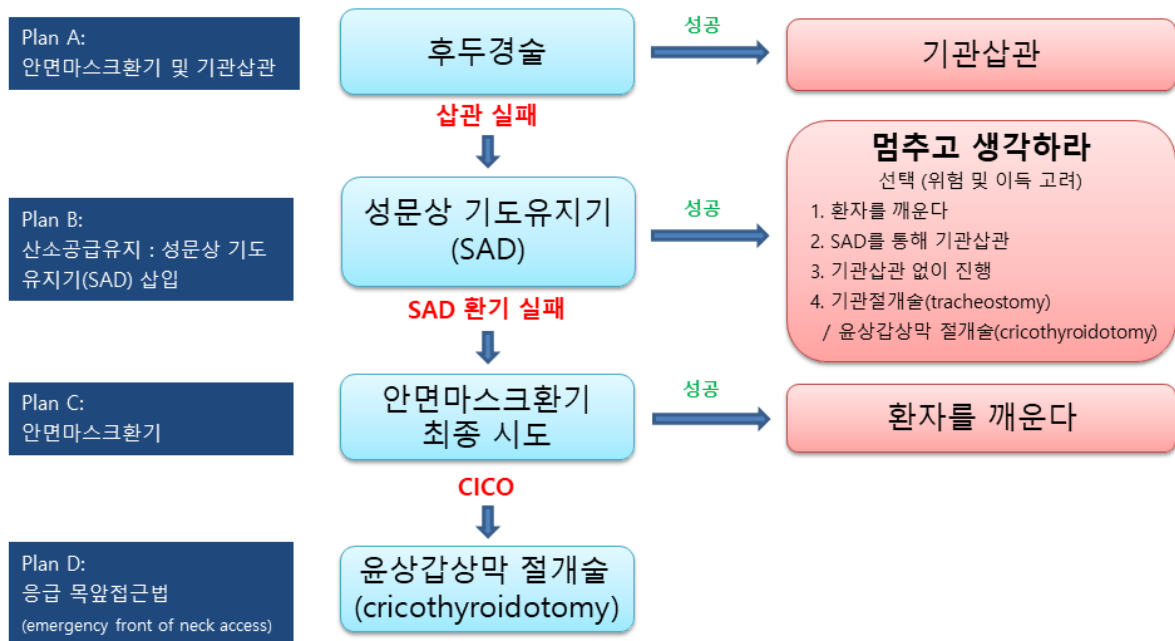 Plan A:
안면마스크환기 및 기관삽관
후두경술
성공
기관삽관
삽관 실패
Plan B:
산소공급유지 : 성문상 기도
유지기(SAD) 삽입
성문상 기도유지기
(SAD)
성공
멈추고 생각하라
선택 (위험 및 이득 고려)
1. 환자를 깨운다
2. SAD를 통해 기관삽관
3. 기관삽관 없이 진행
4. 기관절개술(tracheostomy)
/ 윤상갑상막 절개술(cricothyroidotomy)
SAD 환기 실패
Plan C:
안면마스크환기
안면마스크환기
최종 시도
성공
환자를 깨운다
CICO
Plan D:
응급 목앞접근법
(emergency front of neck access)
윤상갑상막 절개술
(cricothyroidotomy)